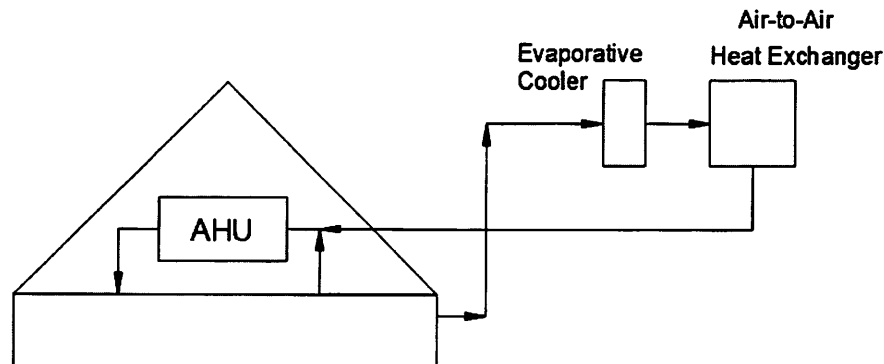 Air-to-Air
Heat Exchanger
Evaporative
Cooler
AHU